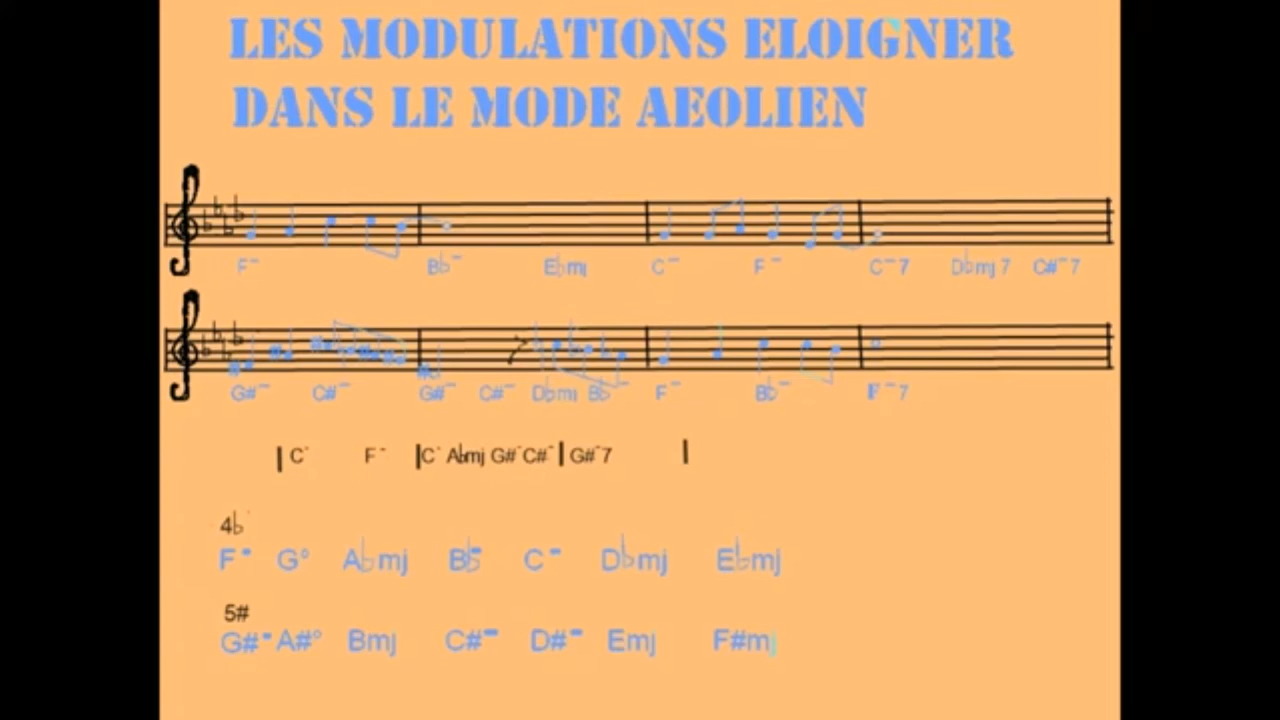 LES MODULATIONS ELOIGNER
DANS LE MODE AEOLIEN
F- Bb- Ebmj C- F- C-7 Dbmj7 C#-7
G#- C#- G#- C#- Dbmj Bb- F- Bb- F-7
| C- F- | C- Abmj G#- C#- | G#-7 |
4b
F- G° Abmj Bb- C- Dbmj Ebmj
5#
G#- A#° Bmj C#- D#- Emj F#mj